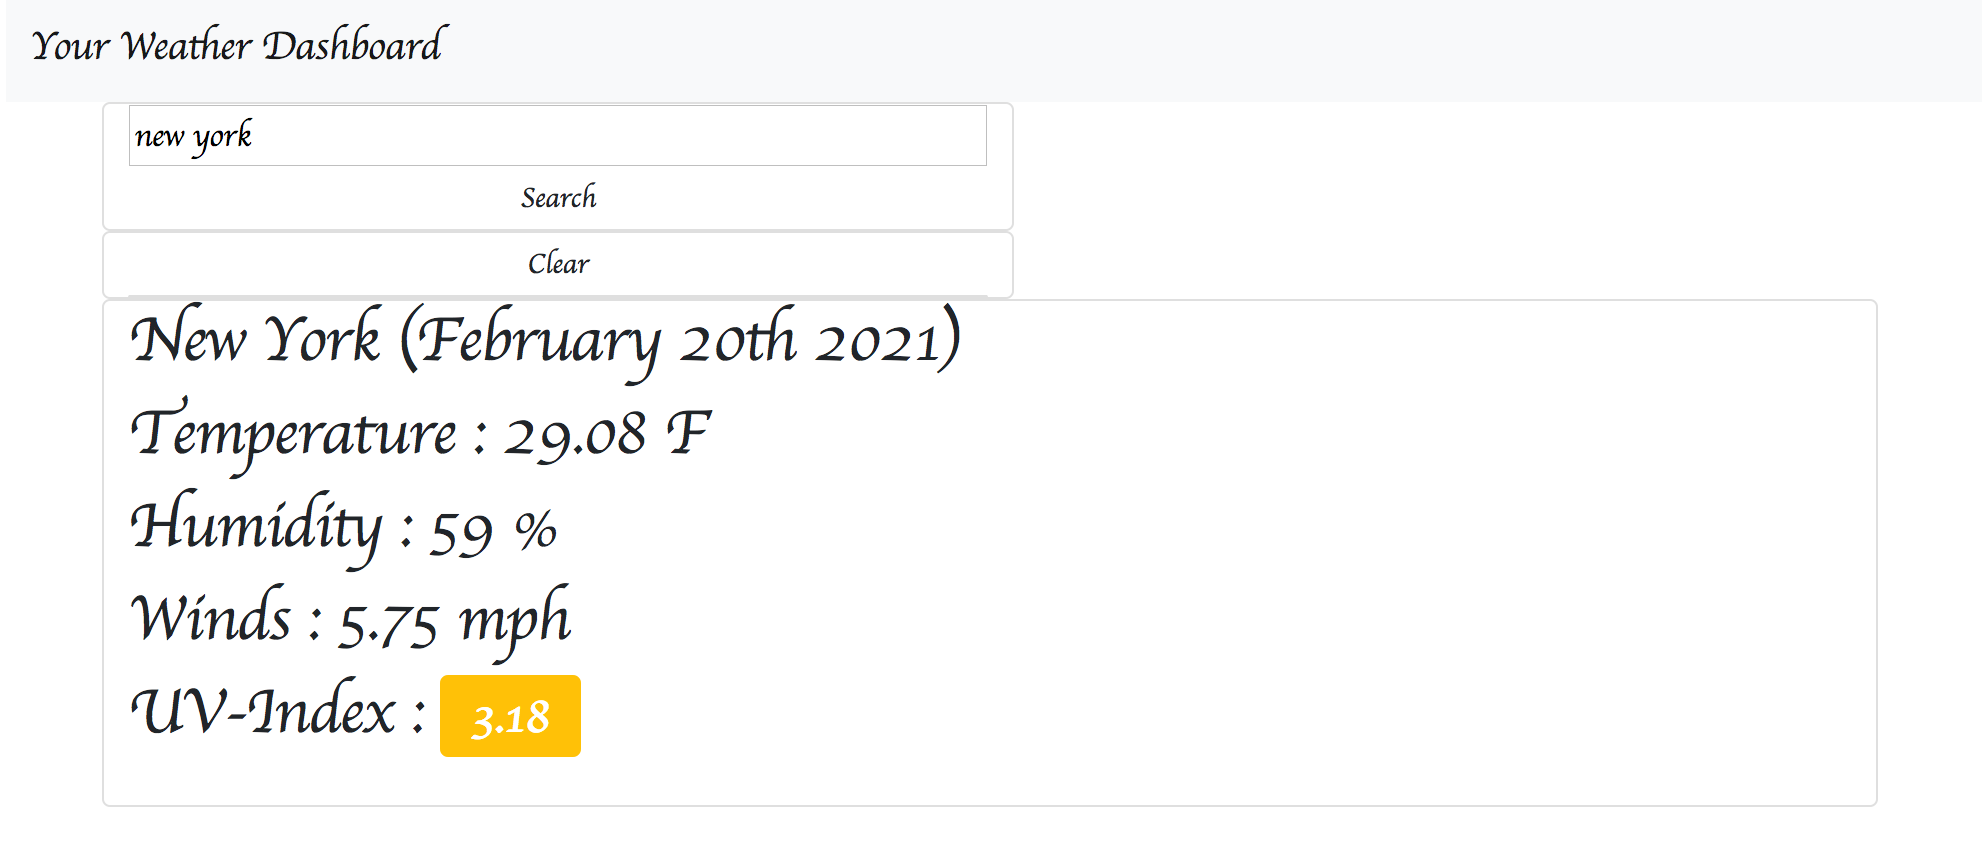 Your Weather Dashboard
new york
Search
Clear
New York (February 20th 2021)
Temperature : 29.08 F
Humidity : 59 %
Winds : 5.75 mph
UV-Index : 3.18